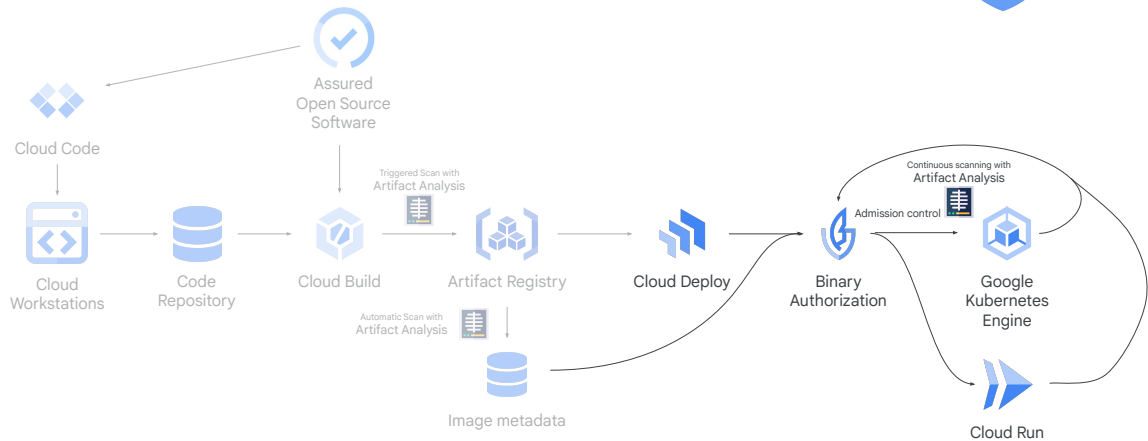 Assured
Open Source
Software
Cloud Code
Triggered Scan with
Artifact Analysis
Continuous scanning with
Artifact Analysis
Admission control
Cloud
Workstations
Code
Repository
Cloud Build
Artifact Registry
Cloud Deploy
Binary
Authorization
Google
Kubernetes
Engine
Automatic Scan with
Artifact Analysis
Image metadata
Cloud Run